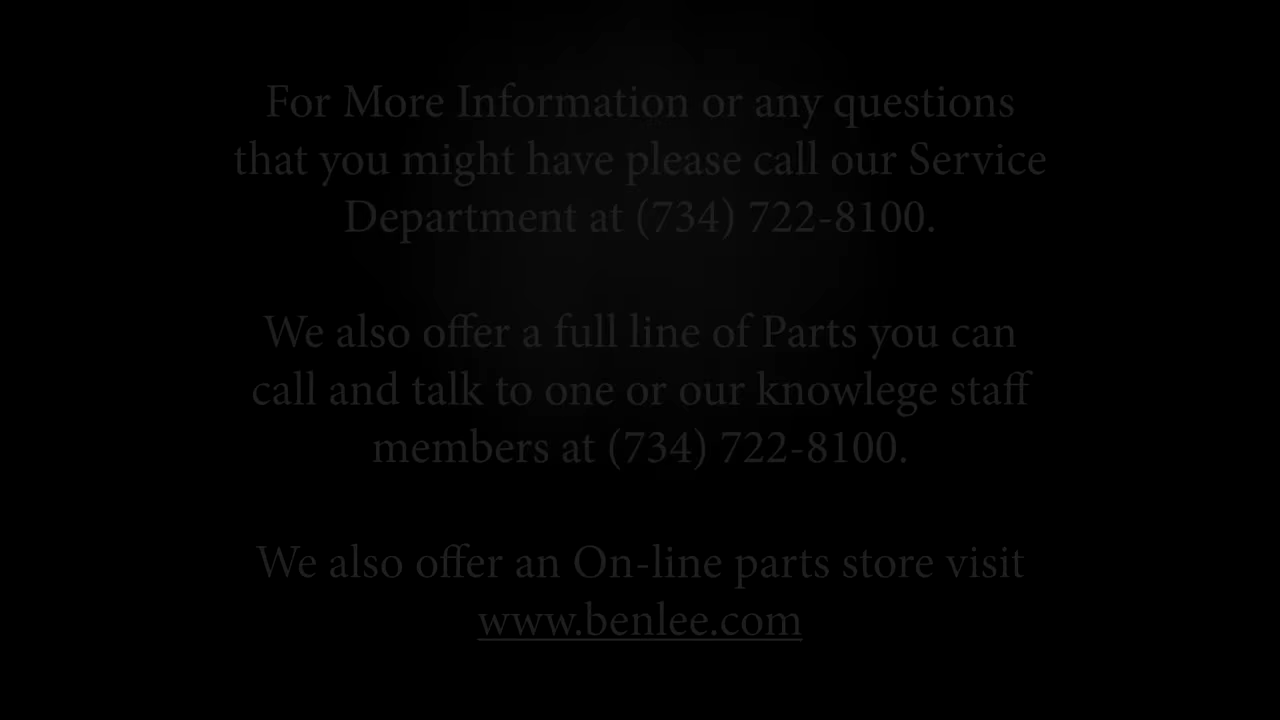 For More Information or any questions
that you might have please call our Service
Department at (734) 722-8100.
We also offer a full line of Parts you can
call and talk to one or our knowlege staff
members at (734) 722-8100.
We also offer an On-line parts store visit
www.benlee.com